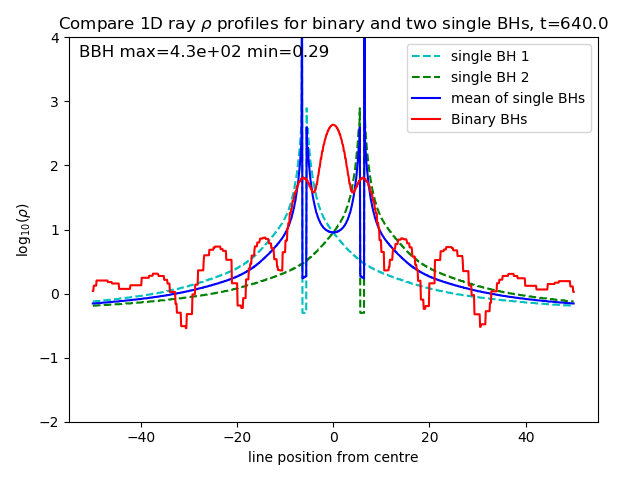 Compare 1D ray ρ profiles for binary and two single BHs, t=640.0
BBH max=4.3e+02 min=0.29
single BH 1
single BH 2
mean of single BHs
Binary BHs
log₁₀(ρ)
4
3
2
1
0
−1
−2
−40 −20 0 20 40
line position from centre